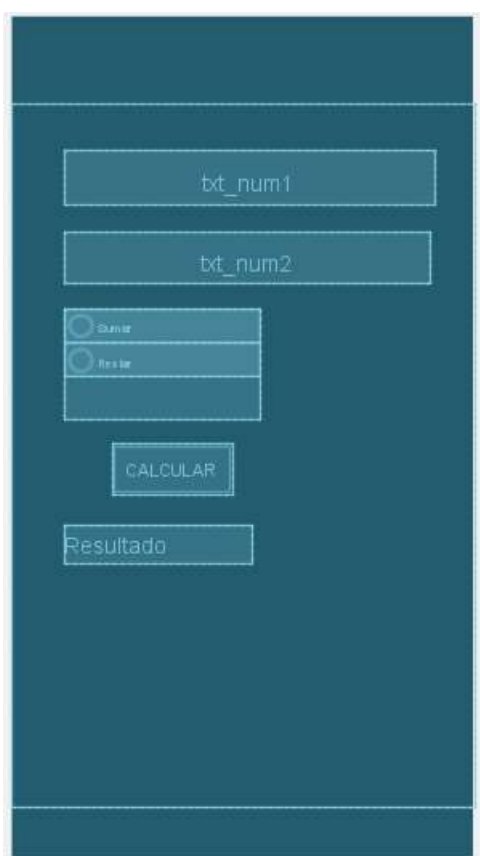 txt_num1
txt_num2
Sumar
Restar
CALCULAR
Resultado